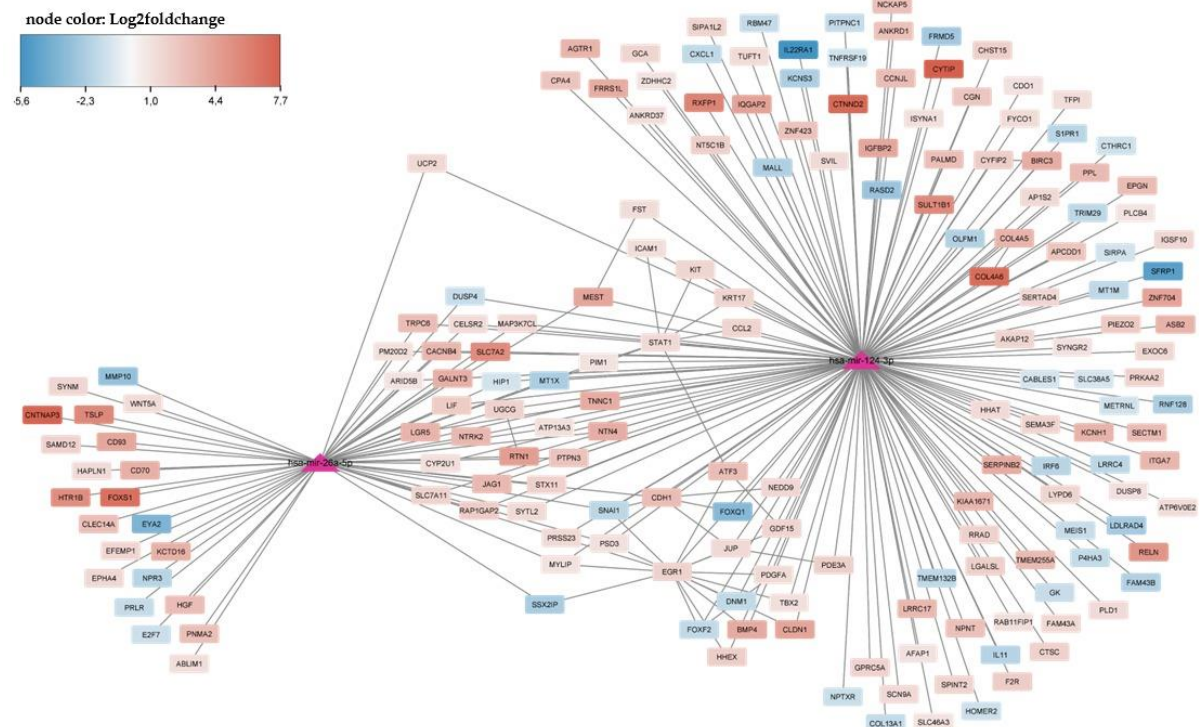 node color: Log2foldchange
-5,6 -2,3 1,0 4,4 7,7
NCKAP5
SIPA1L2
RBM47
PITPNC1
ANKRD1
FRMD5
AGTR1
GCA
CXCL1
TUFT1
IL22RA1
TNFRSF19
CHST15
CPA4
FRRS1L
ZDHHC2
KCNS3
CCNJL
CYTIP
CDO1
TFPI
RXFP1
IQGAP2
CTNND2
CGN
ANKRD37
ISYNA1
FYCO1
S1PR1
ZNF423
NT5C1B
IGFBP2
CTHRC1
UCP2
MALL
SVIL
PALMD
CYFIP2
BIRC3
PPL
RASD2
EPGN
SULT1B1
AP1S2
FST
TRIM29
PLCB4
ICAM1
OLFM1
COL4A5
IGSF10
APCDD1
SIRPA
KIT
COL4A6
SFRP1
DUSP4
MEST
KRT17
SERTAD4
MT1M
ZNF704
TRPC6
CELSR2
MAP3K7CL
CCL2
PIEZO2
ASB2
STAT1
AKAP12
PM20D2
CACNB4
SLC7A2
SYNGR2
EXOC6
PIM1
hsa-mir-124-3p
ARID5B
GALNT3
HIP1
MT1X
CABLES1
SLC38A5
PRKAA2
MMP10
SYNM
WNT5A
LIF
UGCG
TNNC1
METRNL
RNF128
HHAT
CNTNAP3
TSLP
ATP13A3
SEMA3F
LGR5
NTRK2
NTN4
KCNH1
SECTM1
SAMD12
CD93
CYP2U1
RTN1
PTPN3
ITGA7
hsa-mir-26a-5p
SERPINB2
IRF6
LRRC4
HAPLN1
CD70
ATF3
JAG1
STX11
NEDD9
LYPD6
DUSP8
HTR1B
FOXS1
SLC7A11
CDH1
KIAA1671
ATP6V0E2
RAP1GAP2
SYTL2
SNAI1
FOXQ1
CLEC14A
EYA2
GDF15
MEIS1
LDLRAD4
RRAD
PRSS23
PSD3
EFEMP1
KCTD16
JUP
RELN
TMEM255A
P4HA3
MYLIP
LGALSL
EPHA4
NPR3
EGR1
PDGFA
PDE3A
TMEM132B
FAM43B
GK
PRLR
HGF
SSX2IP
DNM1
TBX2
LRRC17
PLD1
E2F7
PNMA2
FOXF2
BMP4
CLDN1
NPNT
RAB11FIP1
FAM43A
ABLIM1
HHEX
AFAP1
IL11
CTSC
GPRC5A
SPINT2
F2R
NPTXR
SCN9A
HOMER2
COL13A1
SLC46A3